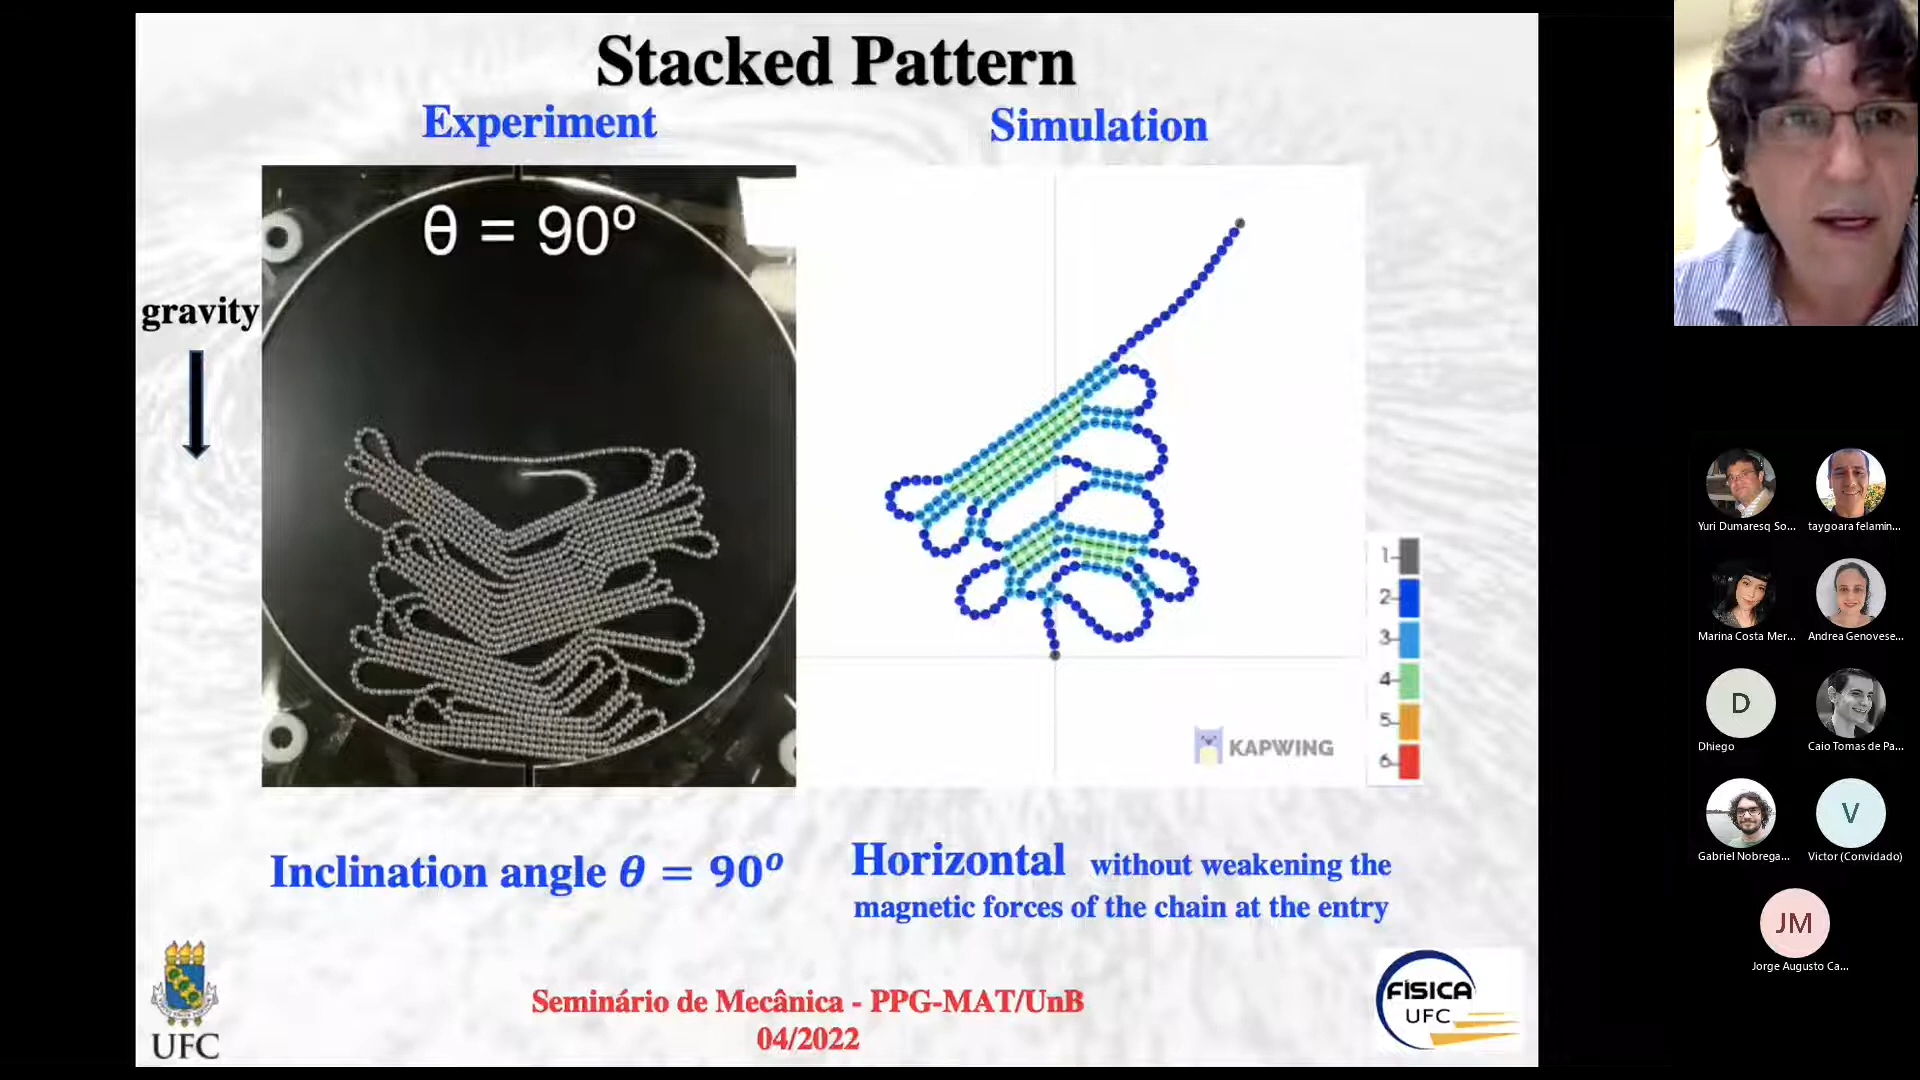 Stacked Pattern
Experiment
Simulation
θ = 90º
gravity
1
2
3
4
5
6
KAPWING
Inclination angle θ = 90º
Horizontal without weakening the
magnetic forces of the chain at the entry
Seminário de Mecânica - PPG-MAT/UnB
04/2022
UFC
FÍSICA
UFC
Yuri Dumaresq So...
taygoara felamin...
Marina Costa Mer...
Andrea Genovese...
D
Dhiego
Caio Tomas de Pa...
Gabriel Nobrega...
V
Victor (Convidado)
JM
Jorge Augusto Ca...